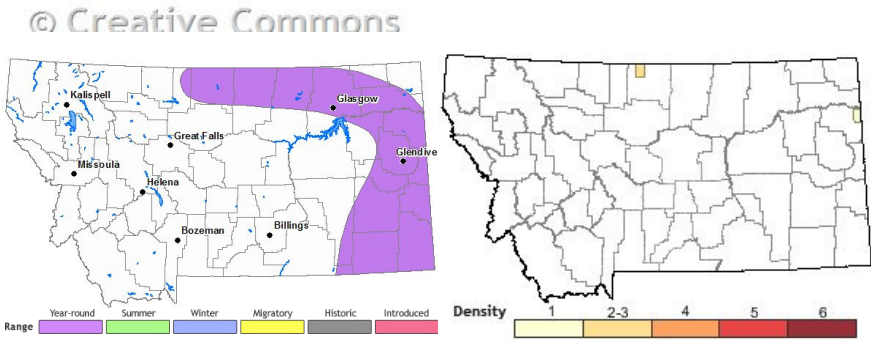 © Creative Commons
Kalispell
Glasgow
Great Falls
Glendive
Missoula
Helena
Bozeman
Billings
Range
Year-round
Summer
Winter
Migratory
Historic
Introduced
Density
1
2-3
4
5
6